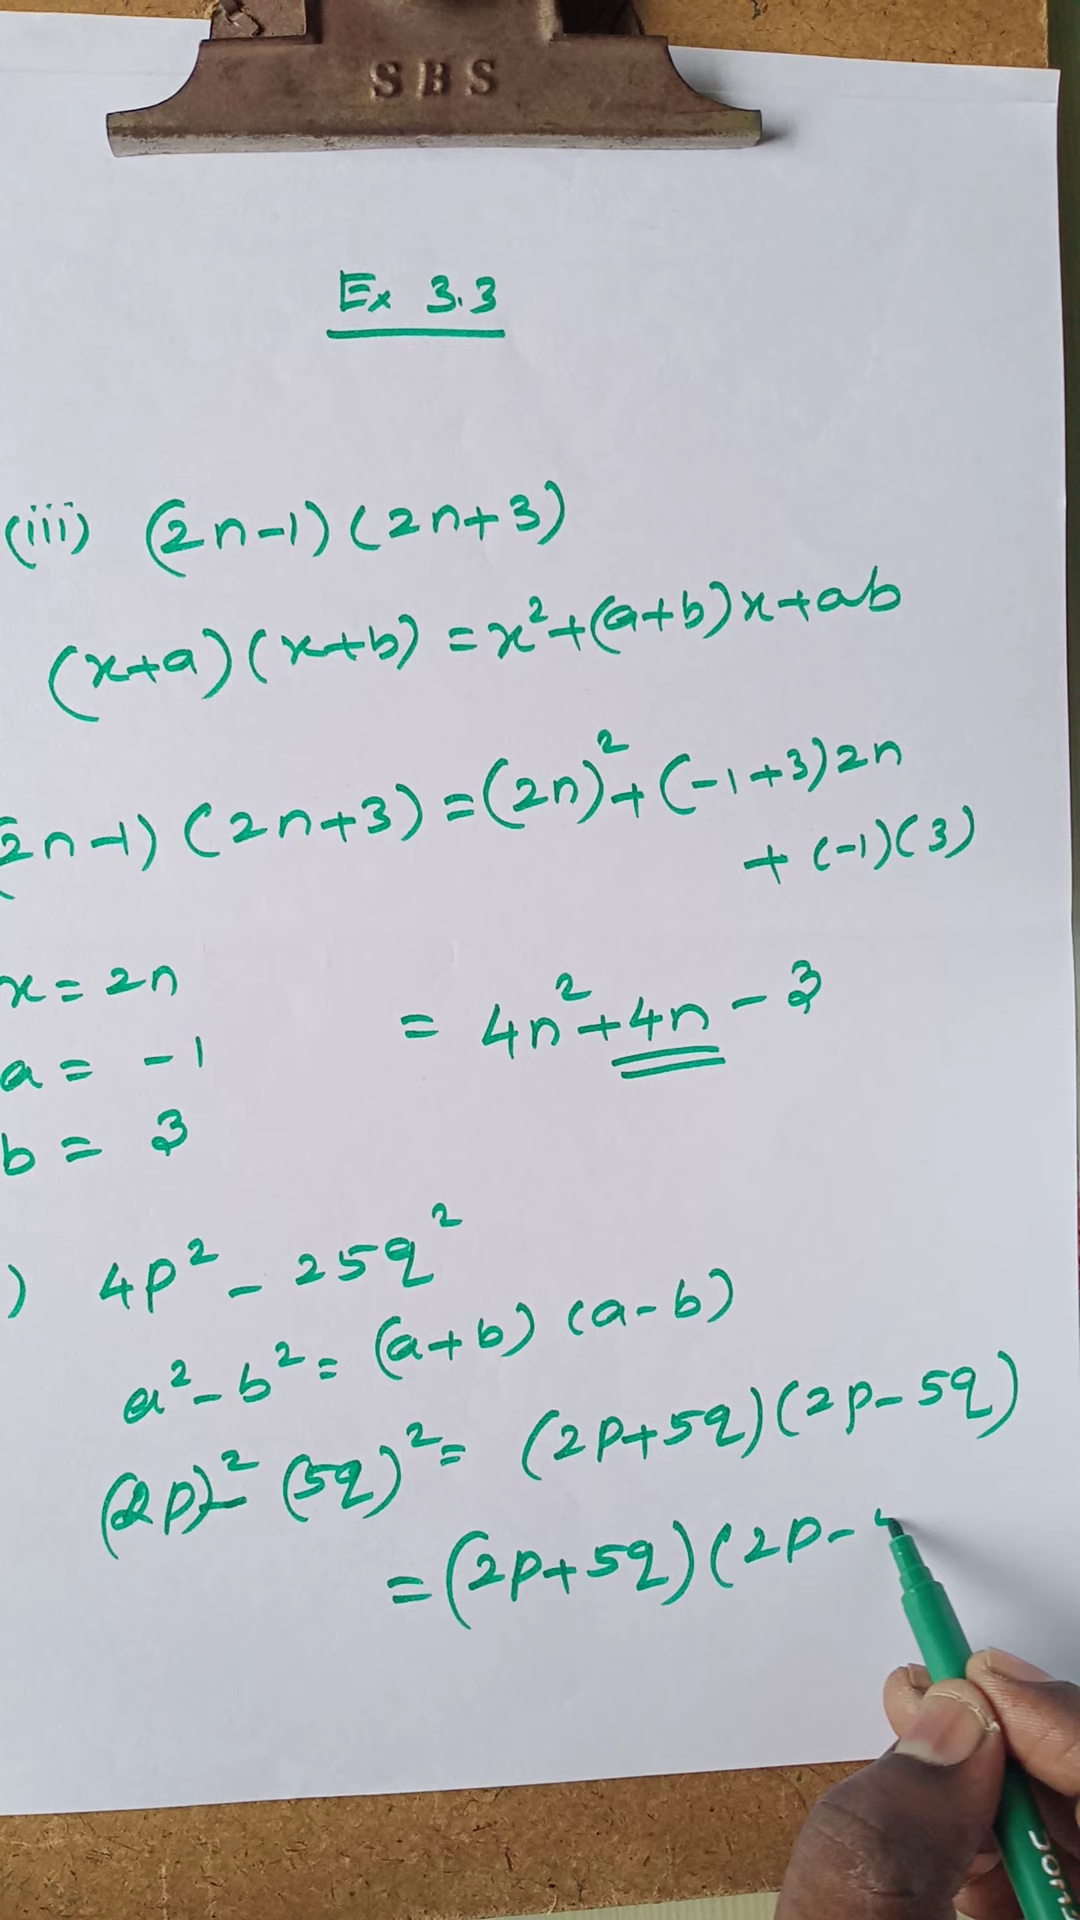 SBS
Ex 3.3
(iii) (2n-1)(2n+3)
(x+a)(x+b) = x²+(a+b)x+ab
2n-1)(2n+3) = (2n)²+(-1+3)2n
+(-1)(3)
x = 2n
= 4n²+4n-3
a = -1
b = 3
) 4p² - 25q²
a²-b² = (a+b)(a-b)
(2p)²-(5q)² = (2p+5q)(2p-5q)
= (2p+5q)(2p-